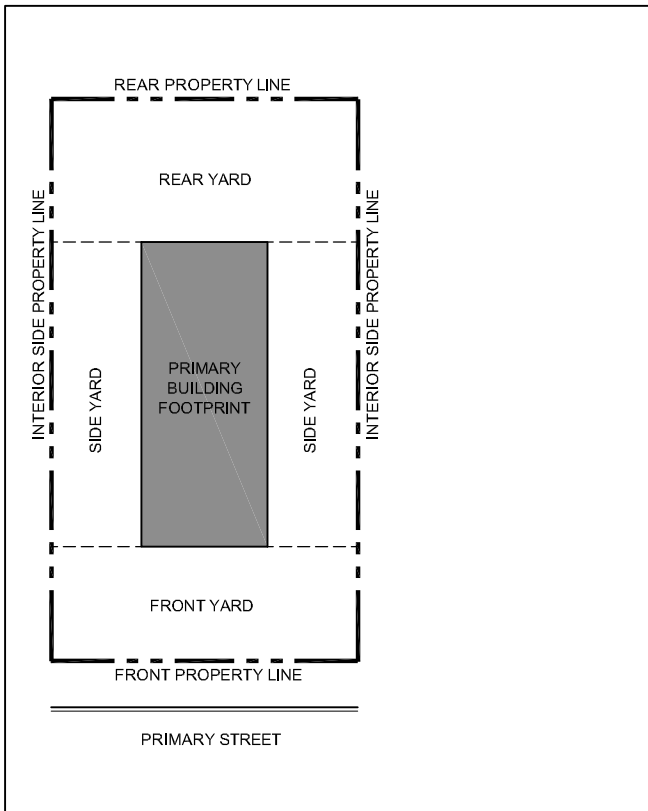 REAR PROPERTY LINE
REAR YARD
INTERIOR SIDE PROPERTY LINE
INTERIOR SIDE PROPERTY LINE
SIDE YARD
PRIMARY
BUILDING
FOOTPRINT
SIDE YARD
FRONT YARD
FRONT PROPERTY LINE
PRIMARY STREET